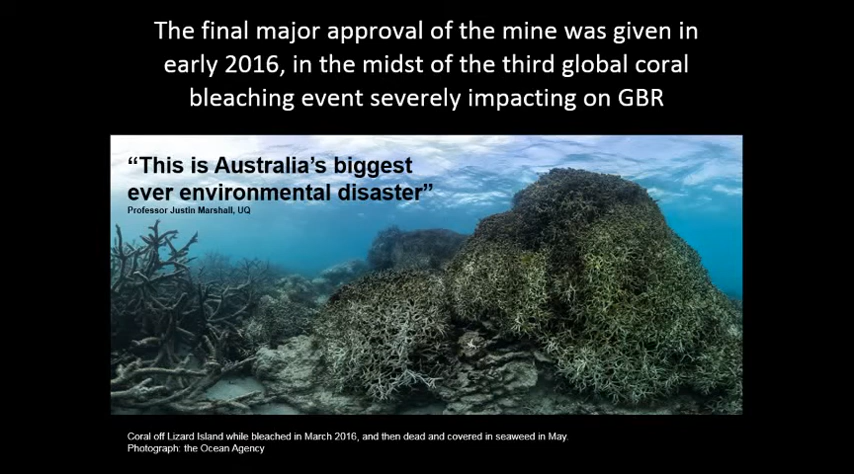 The final major approval of the mine was given in
early 2016, in the midst of the third global coral
bleaching event severely impacting on GBR
“This is Australia’s biggest
ever environmental disaster”
Professor Justin Marshall, UQ
Coral off Lizard Island while bleached in March 2016, and then dead and covered in seaweed in May.
Photograph: the Ocean Agency